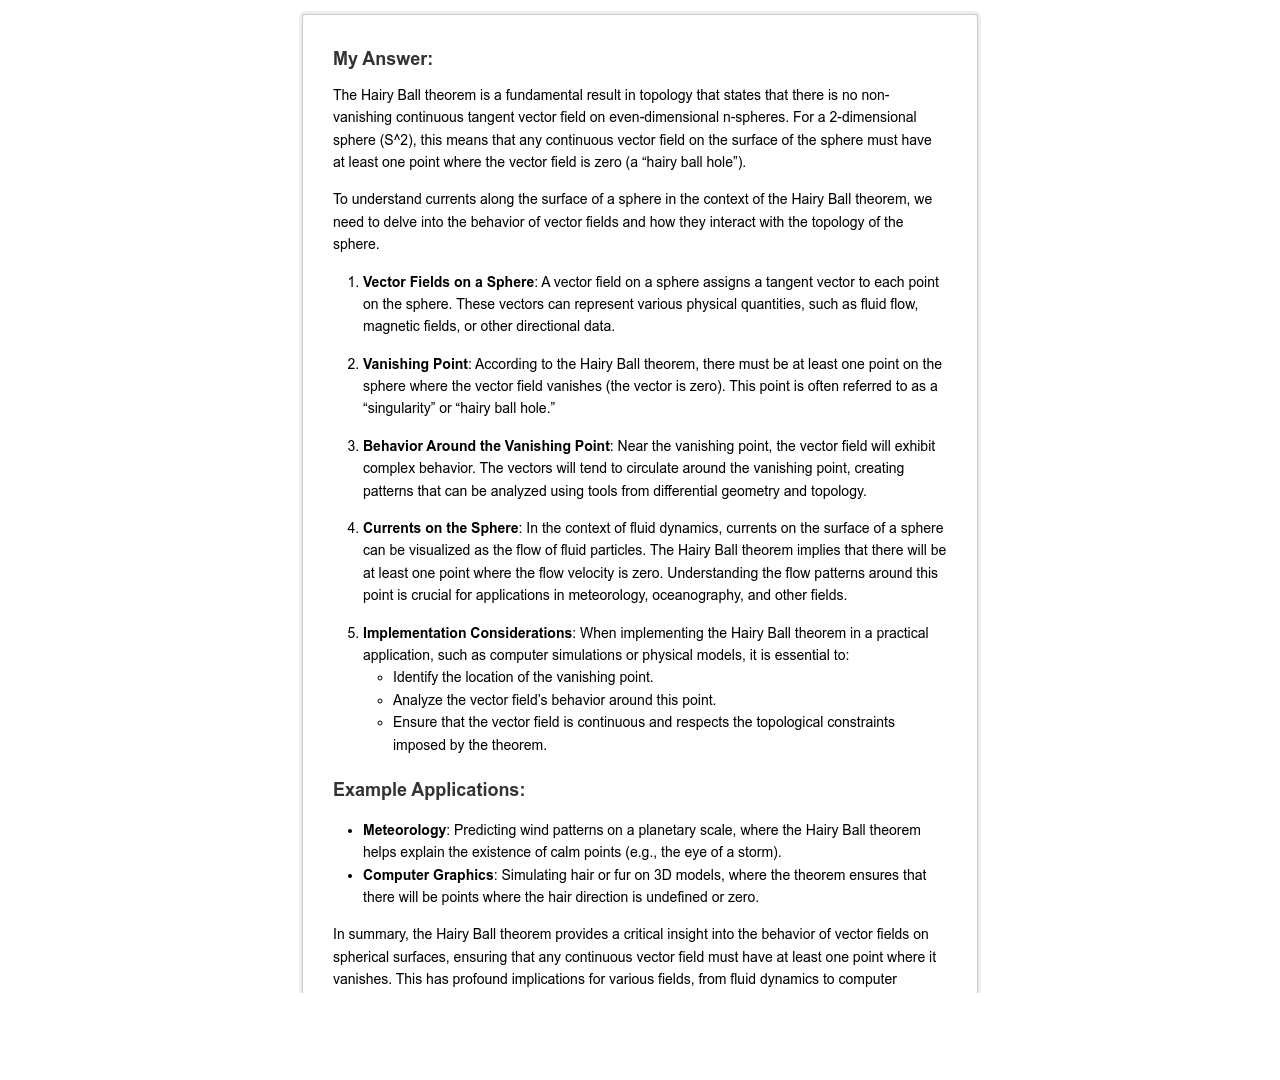 My Answer:
The Hairy Ball theorem is a fundamental result in topology that states that there is no non-
vanishing continuous tangent vector field on even-dimensional n-spheres. For a 2-dimensional
sphere (S^2), this means that any continuous vector field on the surface of the sphere must have
at least one point where the vector field is zero (a “hairy ball hole”).
To understand currents along the surface of a sphere in the context of the Hairy Ball theorem, we
need to delve into the behavior of vector fields and how they interact with the topology of the
sphere.
1. Vector Fields on a Sphere: A vector field on a sphere assigns a tangent vector to each point
on the sphere. These vectors can represent various physical quantities, such as fluid flow,
magnetic fields, or other directional data.
2. Vanishing Point: According to the Hairy Ball theorem, there must be at least one point on the
sphere where the vector field vanishes (the vector is zero). This point is often referred to as a
“singularity” or “hairy ball hole.”
3. Behavior Around the Vanishing Point: Near the vanishing point, the vector field will exhibit
complex behavior. The vectors will tend to circulate around the vanishing point, creating
patterns that can be analyzed using tools from differential geometry and topology.
4. Currents on the Sphere: In the context of fluid dynamics, currents on the surface of a sphere
can be visualized as the flow of fluid particles. The Hairy Ball theorem implies that there will be
at least one point where the flow velocity is zero. Understanding the flow patterns around this
point is crucial for applications in meteorology, oceanography, and other fields.
5. Implementation Considerations: When implementing the Hairy Ball theorem in a practical
application, such as computer simulations or physical models, it is essential to:
◦ Identify the location of the vanishing point.
◦ Analyze the vector field’s behavior around this point.
◦ Ensure that the vector field is continuous and respects the topological constraints
imposed by the theorem.
Example Applications:
• Meteorology: Predicting wind patterns on a planetary scale, where the Hairy Ball theorem
helps explain the existence of calm points (e.g., the eye of a storm).
• Computer Graphics: Simulating hair or fur on 3D models, where the theorem ensures that
there will be points where the hair direction is undefined or zero.
In summary, the Hairy Ball theorem provides a critical insight into the behavior of vector fields on
spherical surfaces, ensuring that any continuous vector field must have at least one point where it
vanishes. This has profound implications for various fields, from fluid dynamics to computer